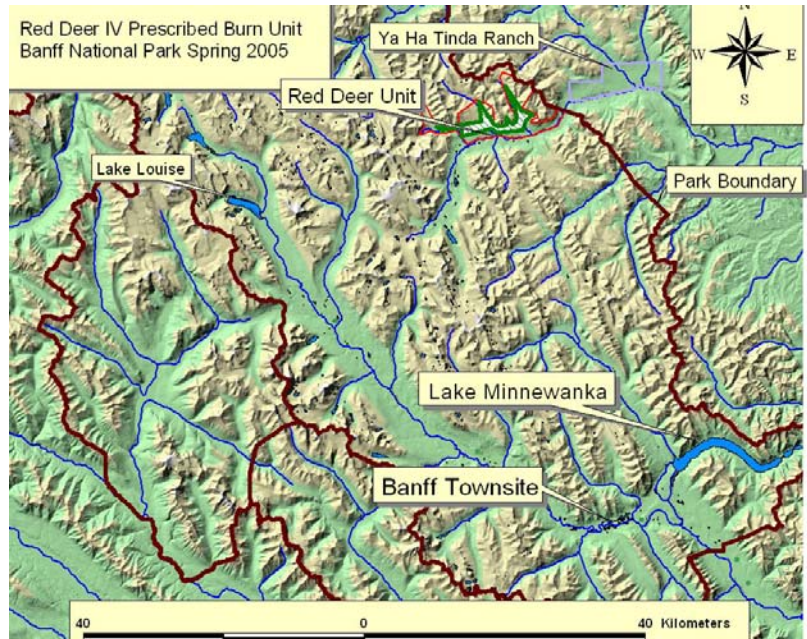 Red Deer IV Prescribed Burn Unit
Banff National Park Spring 2005
Ya Ha Tinda Ranch
N
W E
S
Red Deer Unit
Lake Louise
Park Boundary
Lake Minnewanka
Banff Townsite
40 0 40 Kilometers